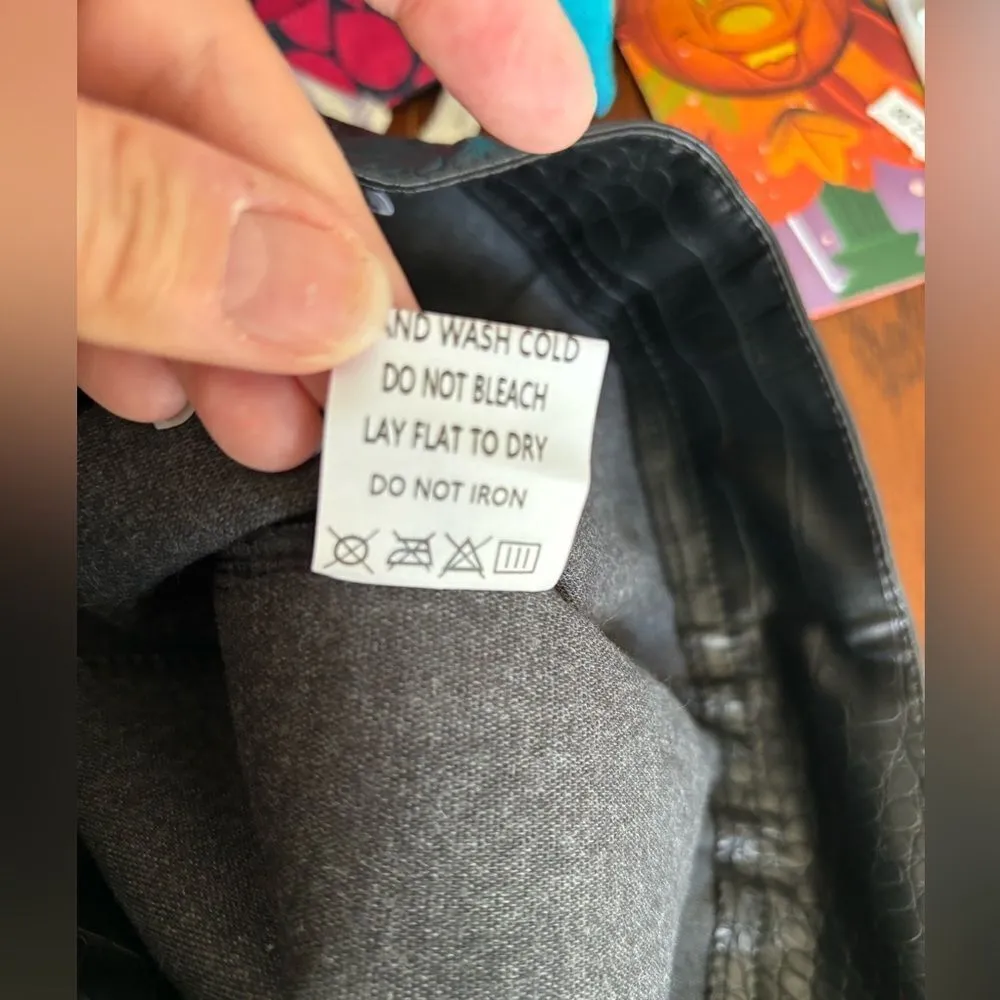 AND WASH COLD
DO NOT BLEACH
LAY FLAT TO DRY
DO NOT IRON